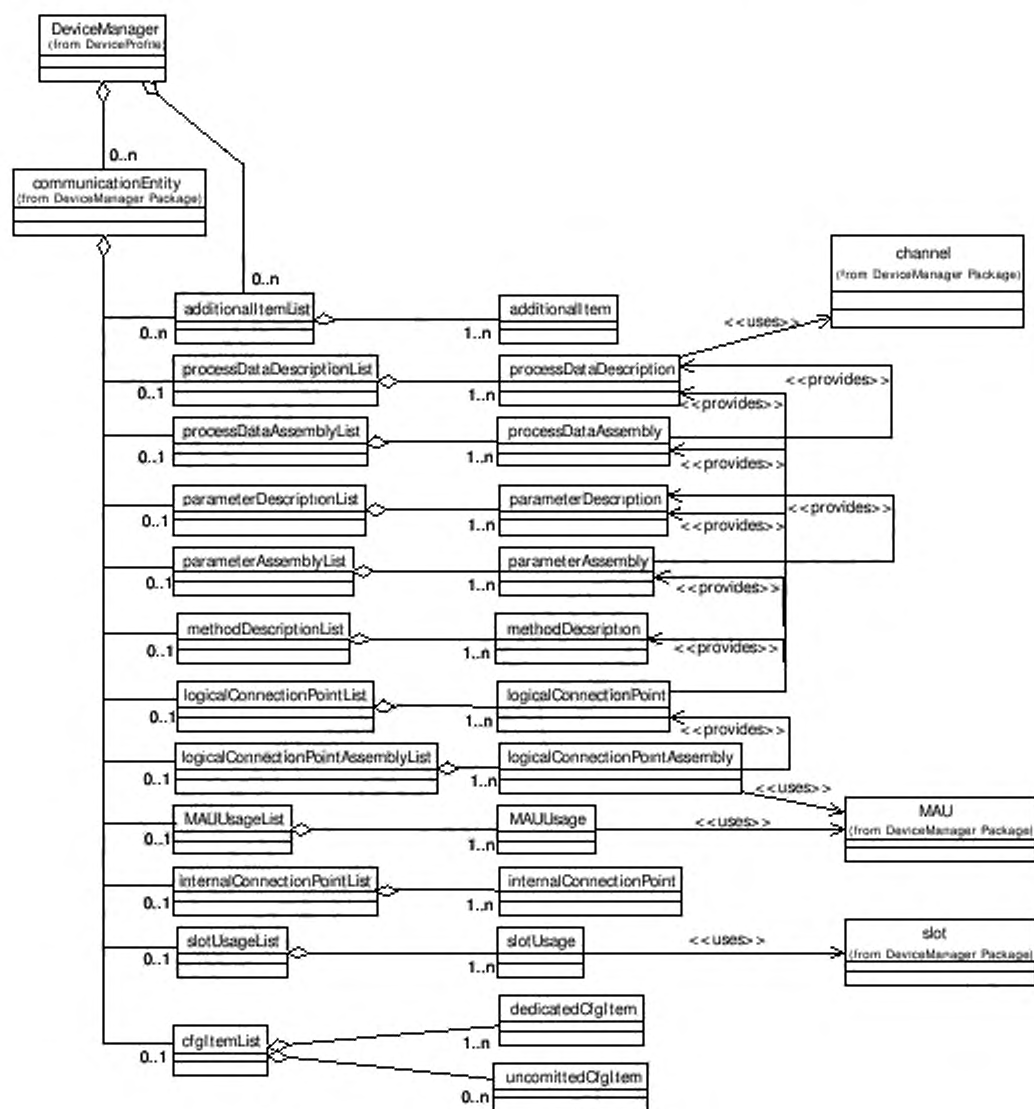 DeviceManager
(from DeviceProfile)
0..n
communicationEntity
(from DeviceManager Package)
0..n
channel
(from DeviceManager Package)
additionalItemList
0..n
additionalItem
1..n
<<uses>>
processDataDescriptionList
0..1
processDataDescription
1..n
<<provides>>
<<provides>>
processDataAssemblyList
0..1
processDataAssembly
1..n
<<provides>>
parameterDescriptionList
0..1
parameterDescription
1..n
<<provides>>
<<provides>>
parameterAssemblyList
0..1
parameterAssembly
1..n
<<provides>>
methodDescriptionList
0..1
methodDecsription
1..n
<<provides>>
logicalConnectionPointList
0..1
logicalConnectionPoint
1..n
<<provides>>
logicalConnectionPointAssemblyList
0..1
logicalConnectionPointAssembly
1..n
<<uses>>
MAUUsageList
0..1
MAUUsage
1..n
<<uses>>
MAU
(from DeviceManager Package)
internalConnectionPointList
0..1
internalConnectionPoint
1..n
slotUsageList
0..1
slotUsage
1..n
<<uses>>
slot
(from DeviceManager Package)
cfgItemList
0..1
dedicatedCfgItem
1..n
uncomittedCfgItem
0..n